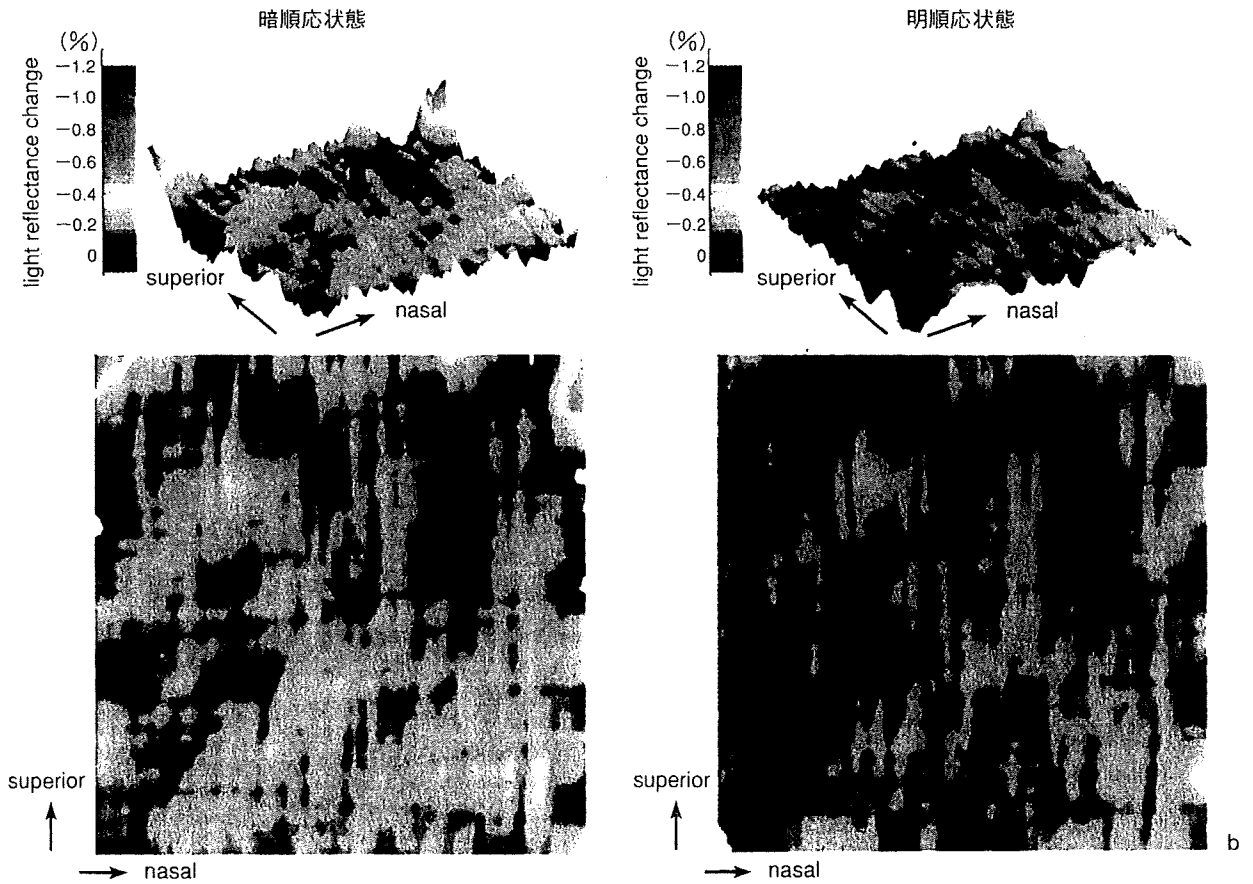 暗順応状態
(%)
light reflectance change
−1.2
−1.0
−0.8
−0.6
−0.4
−0.2
0
superior
nasal
明順応状態
(%)
light reflectance change
−1.2
−1.0
−0.8
−0.6
−0.4
−0.2
0
superior
nasal
superior
nasal
superior
nasal
b